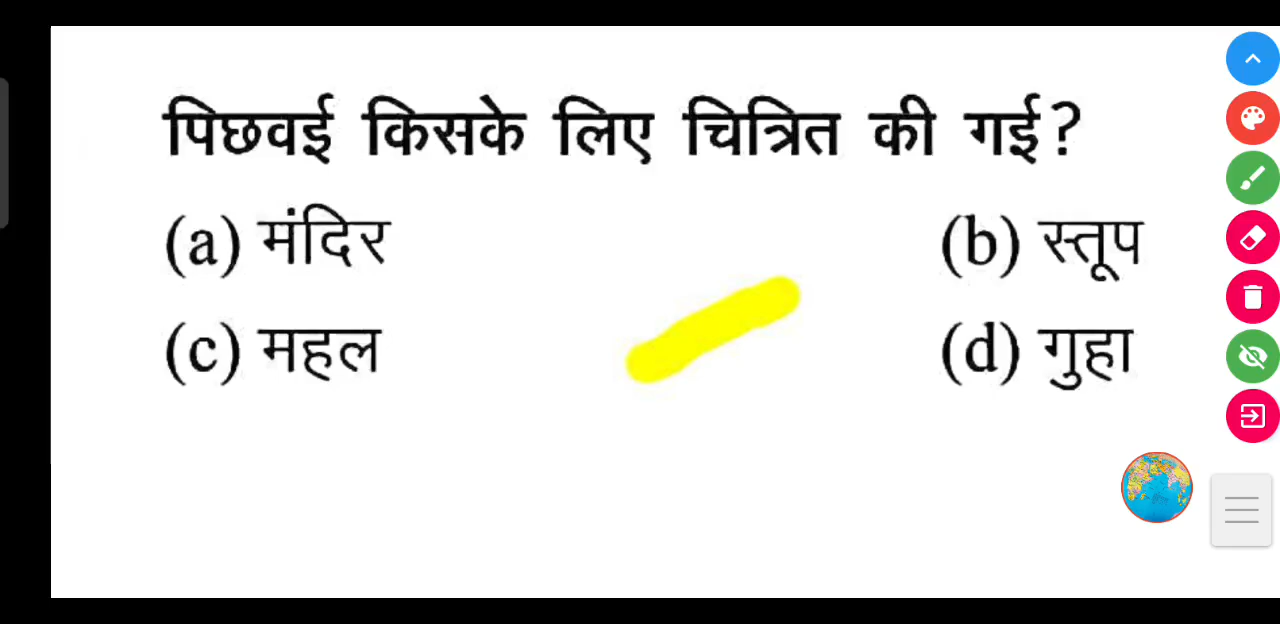 पिछवई किसके लिए चित्रित की गई?
(a) मंदिर (b) स्तूप
(c) महल (d) गुहा